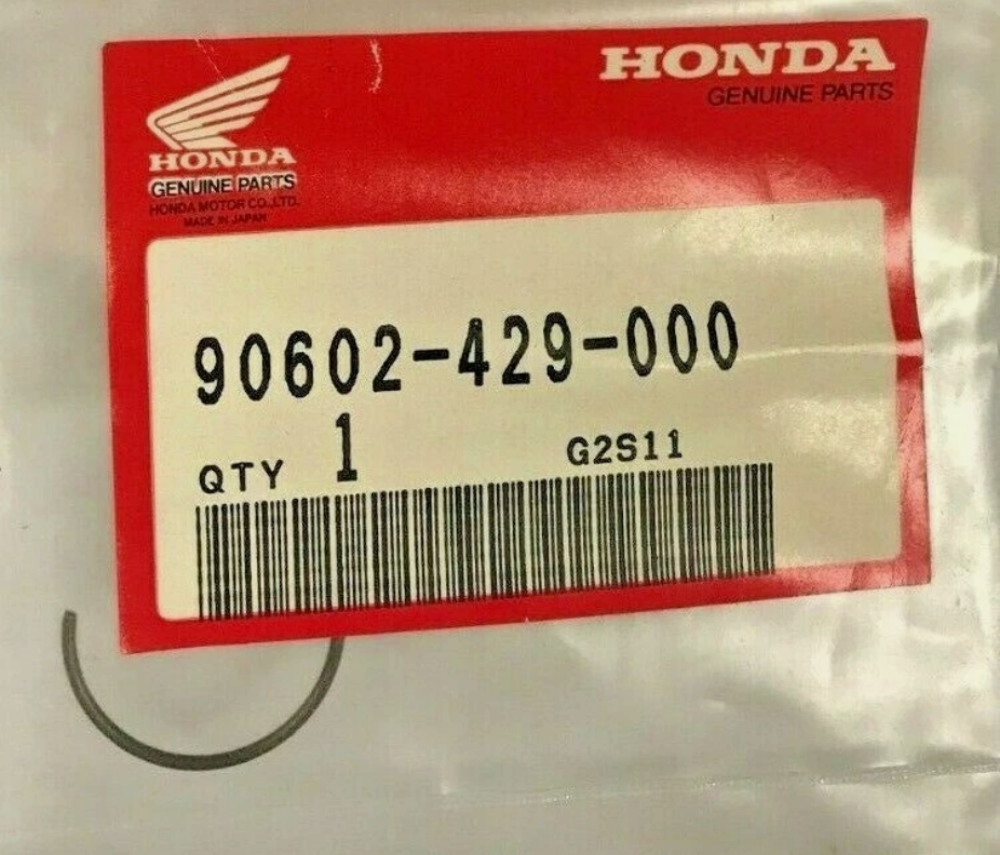 HONDA
GENUINE PARTS
HONDA
GENUINE PARTS
HONDA MOTOR CO.,LTD.
MADE IN JAPAN
90602-429-000
QTY 1 G2S11